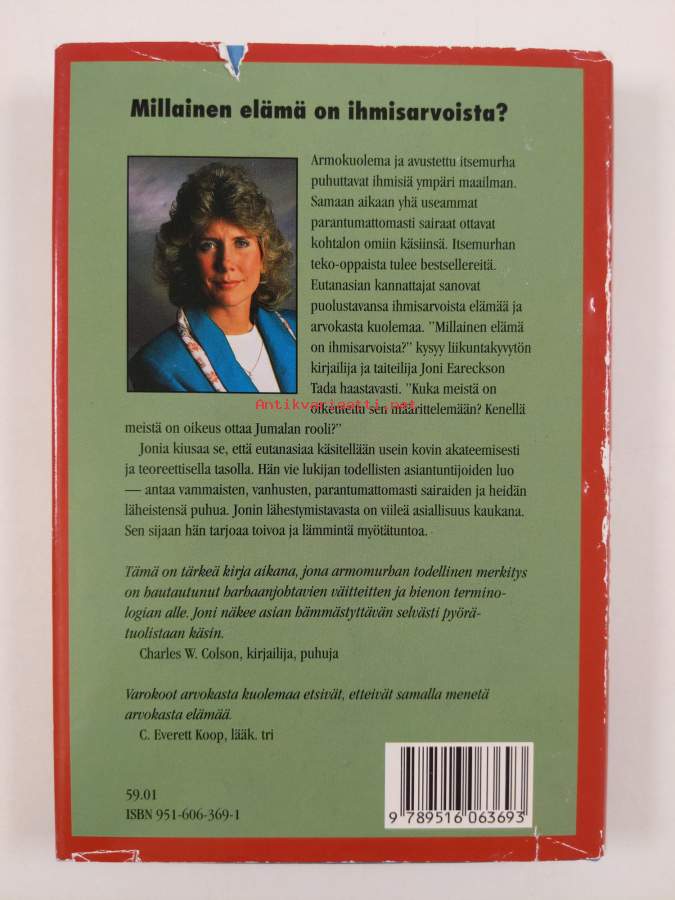 Millainen elämä on ihmisarvoista?
Armokuolema ja avustettu itsemurha
puhuttavat ihmisiä ympäri maailman.
Samaan aikaan yhä useammat
parantumattomasti sairaat ottavat
kohtalon omiin käsiinsä. Itsemurhan
teko-oppaista tulee bestsellereitä.
Eutanasian kannattajat sanovat
puolustavansa ihmisarvoista elämää ja
arvokasta kuolemaa. ”Millainen elämä
on ihmisarvoista?” kysyy liikuntakyvytön
kirjailija ja taiteilija Joni Eareckson
Tada haastavasti. ”Kuka meistä on
Antikvariaatti.net
oikeutettu sen määrittelemään? Kenellä
meistä on oikeus ottaa Jumalan rooli?”
Jonia kiusaa se, että eutanasiaa käsitellään usein kovin akateemisesti
ja teoreettisella tasolla. Hän vie lukijan todellisten asiantuntijoiden luo
— antaa vammaisten, vanhusten, parantumattomasti sairaiden ja heidän
läheistensä puhua. Jonin lähestymistavasta on viileä asiallisuus kaukana.
Sen sijaan hän tarjoaa toivoa ja lämmintä myötätuntoa.
Tämä on tärkeä kirja aikana, jona armomurhan todellinen merkitys
on hautautunut harhaanjohtavien väitteitten ja hienon termino-
logian alle. Joni näkee asian hämmästyttävän selvästi pyörä-
tuolistaan käsin.
Charles W. Colson, kirjailija, puhuja
Varokoot arvokasta kuolemaa etsivät, etteivät samalla menetä
arvokasta elämää.
C. Everett Koop, lääk. tri
59.01
ISBN 951-606-369-1
9 789516 063693